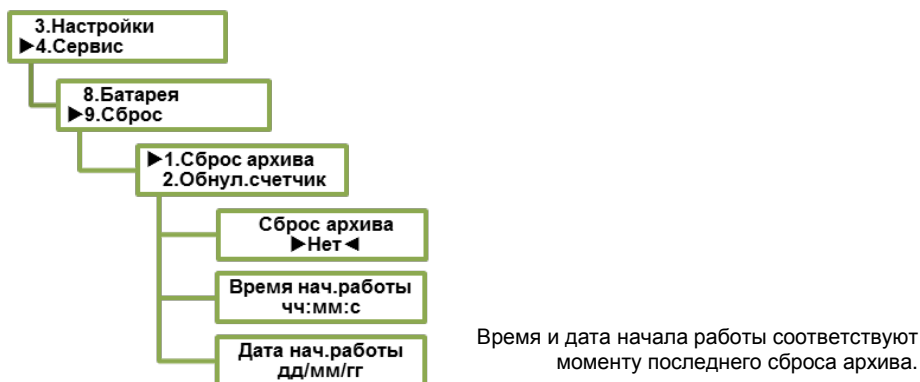 3.Настройки
▶4.Сервис
8.Батарея
▶9.Сброс
▶1.Сброс архива
2.Обнул.счетчик
Сброс архива
▶Нет◀
Время нач.работы
чч:мм:с
Дата нач.работы
дд/мм/гг
Время и дата начала работы соответствуют
моменту последнего сброса архива.